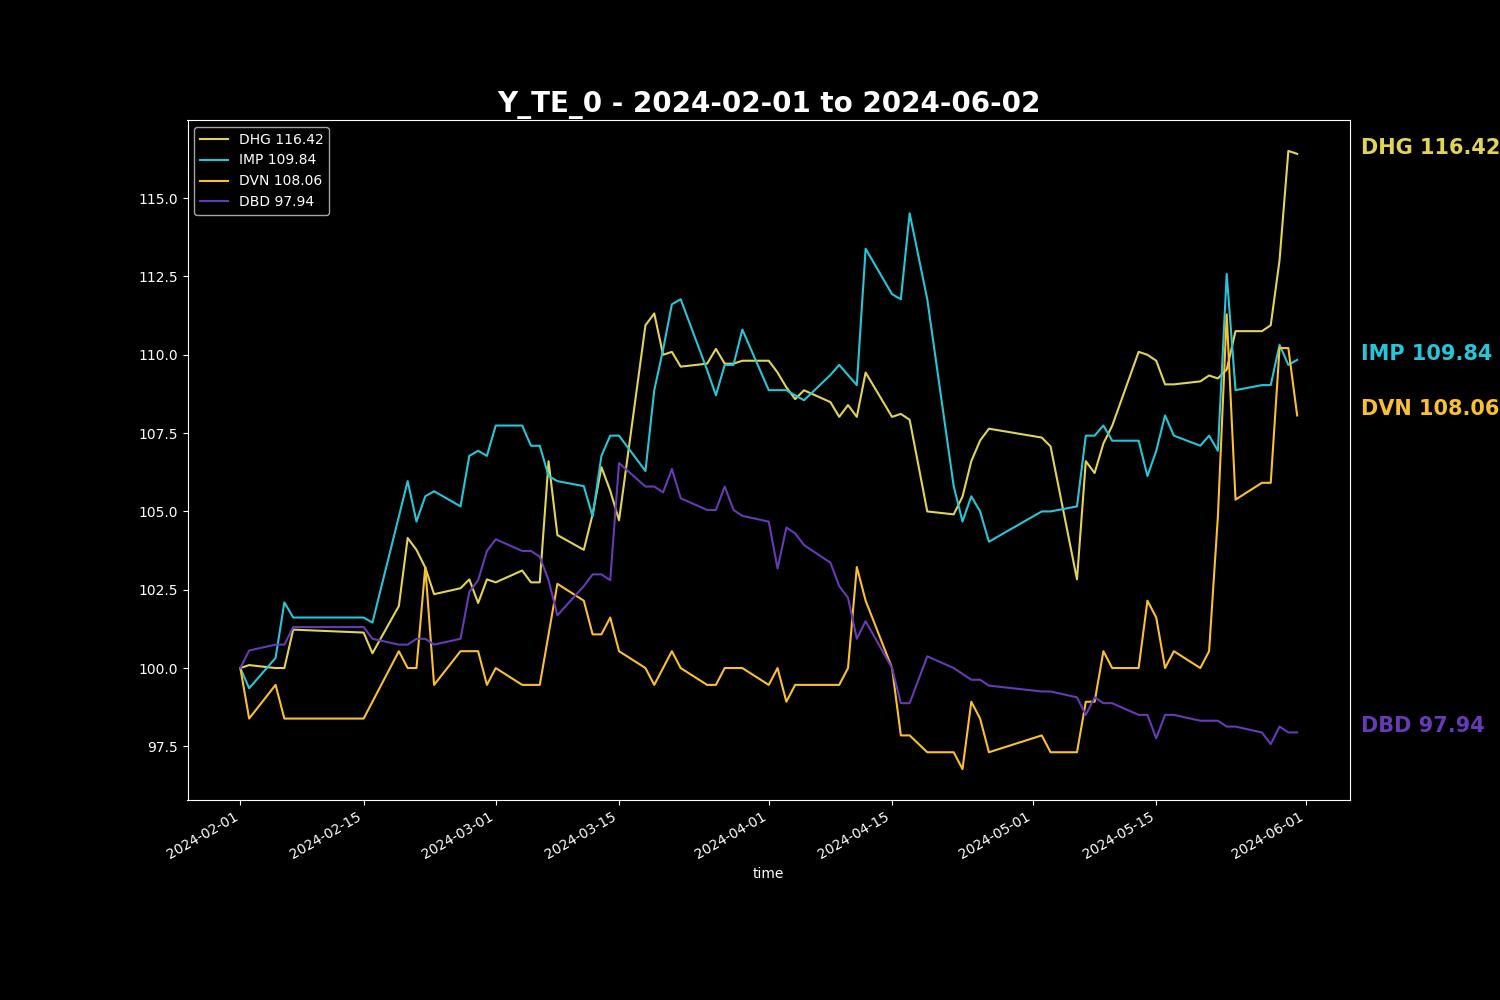 Y_TE_0 - 2024-02-01 to 2024-06-02
DHG 116.42
IMP 109.84
DVN 108.06
DBD 97.94
115.0
112.5
110.0
107.5
105.0
102.5
100.0
97.5
DHG 116.42
IMP 109.84
DVN 108.06
DBD 97.94
2024-02-01
2024-02-15
2024-03-01
2024-03-15
2024-04-01
2024-04-15
2024-05-01
2024-05-15
2024-06-01
time